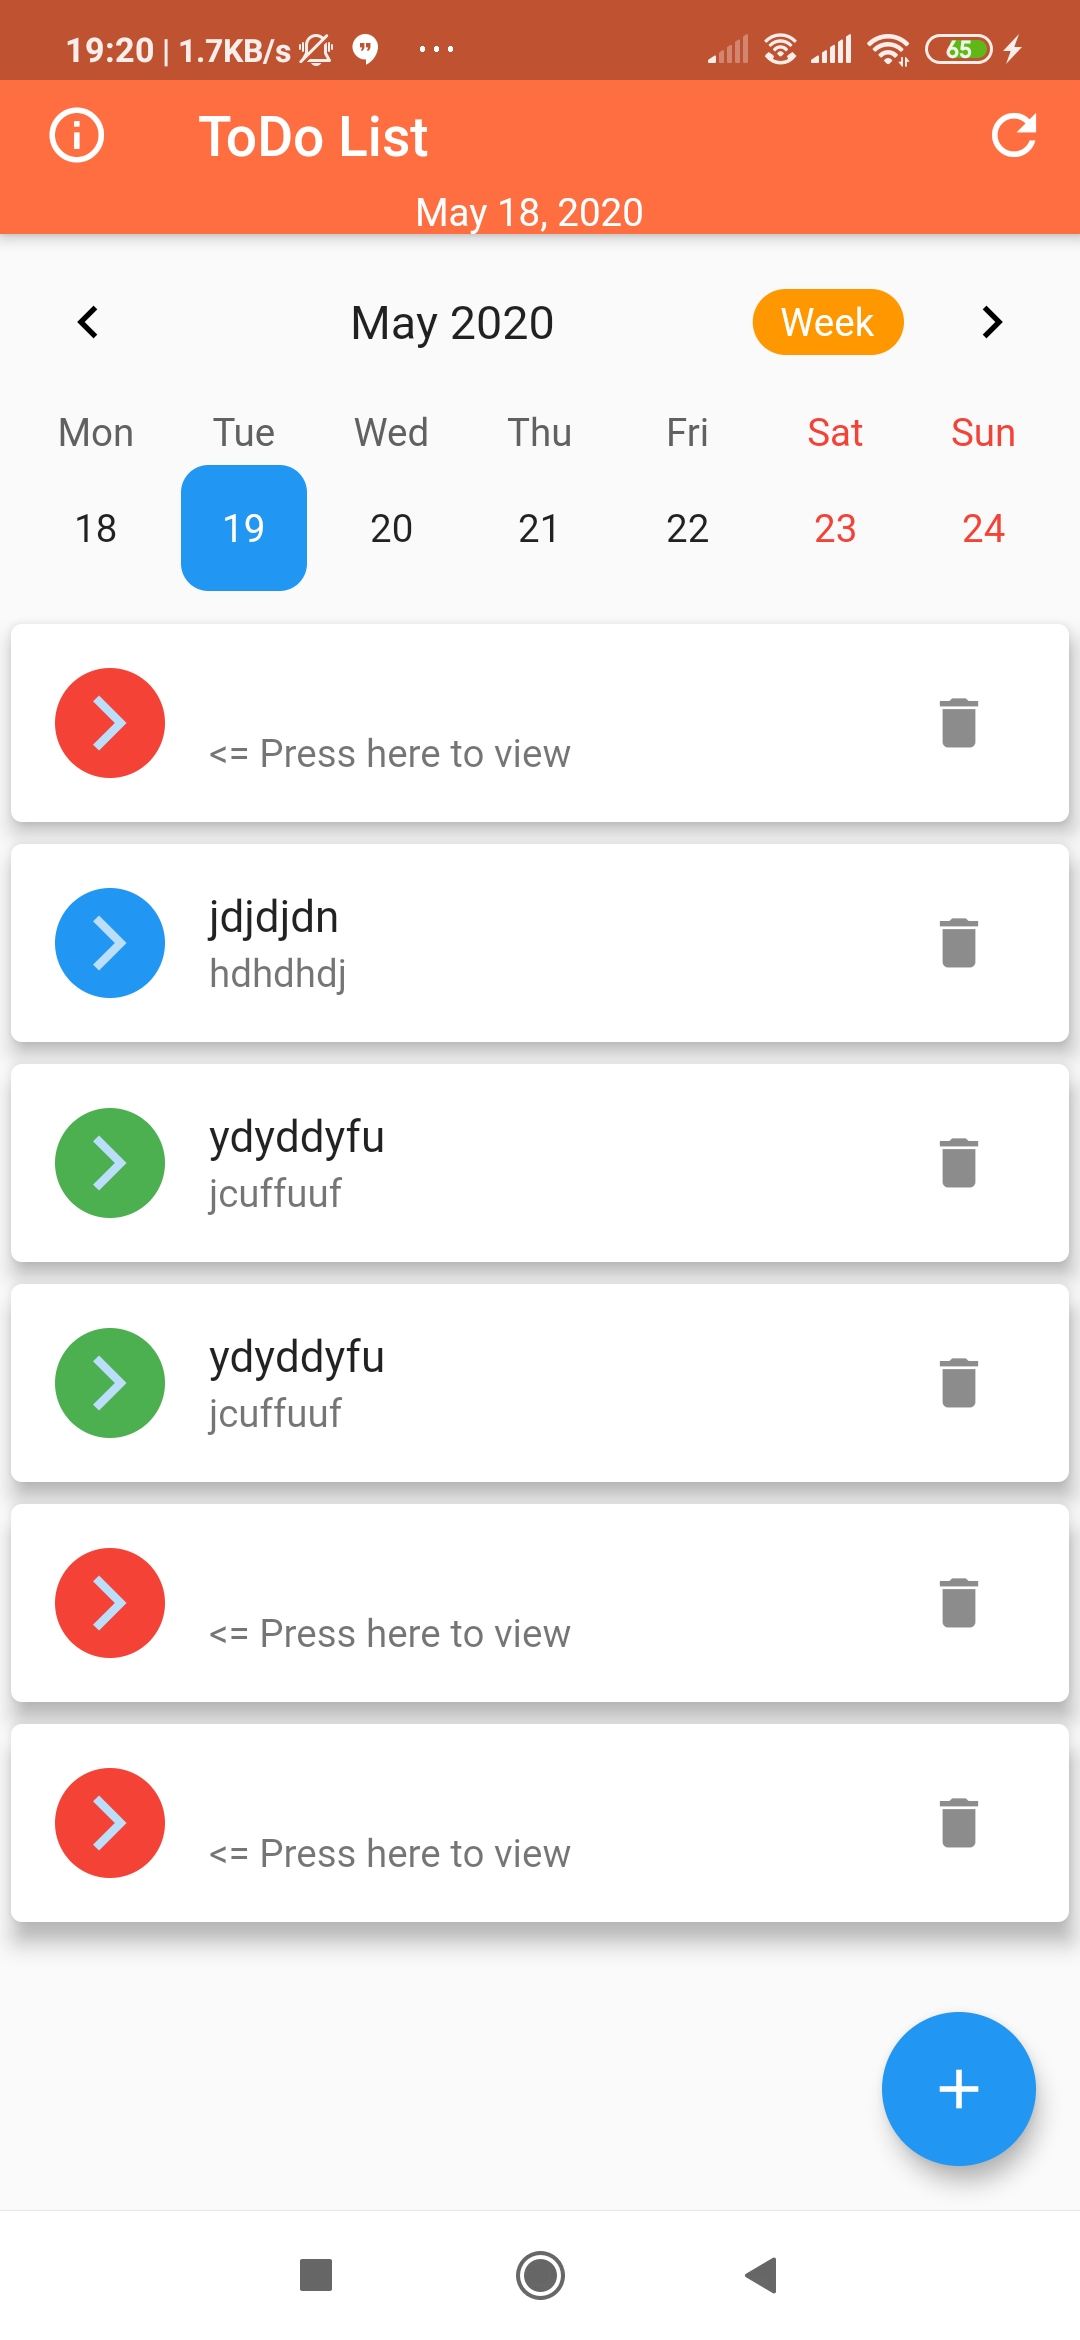 19:20 | 1.7KB/s ... 65
ToDo List
May 18, 2020
May 2020 Week
Mon Tue Wed Thu Fri Sat Sun
18 19 20 21 22 23 24
<= Press here to view
jdjdjdn
hdhdhdj
ydyddyfu
jcuffuuf
ydyddyfu
jcuffuuf
<= Press here to view
<= Press here to view